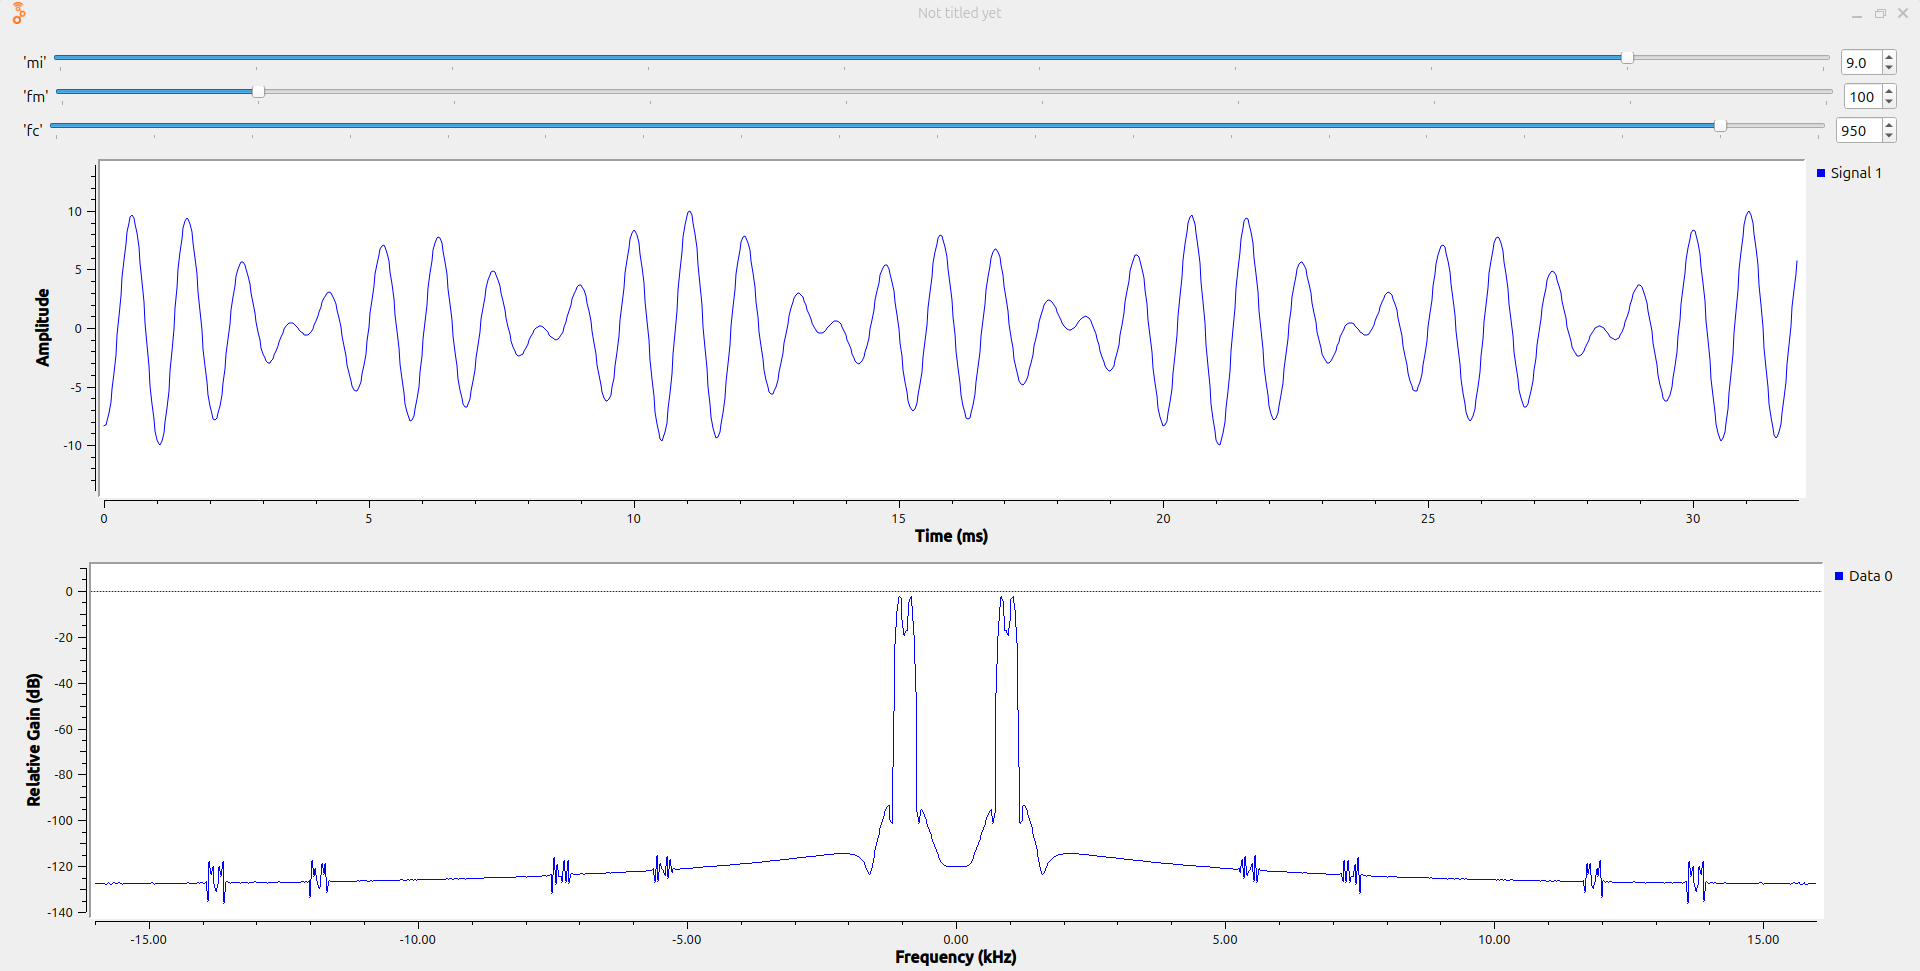 Not titled yet
'mi' 9.0
'fm' 100
'fc' 950
Signal 1
Amplitude
10
5
0
-5
-10
0 5 10 15 20 25 30
Time (ms)
Data 0
Relative Gain (dB)
0
-20
-40
-60
-80
-100
-120
-140
-15.00 -10.00 -5.00 0.00 5.00 10.00 15.00
Frequency (kHz)